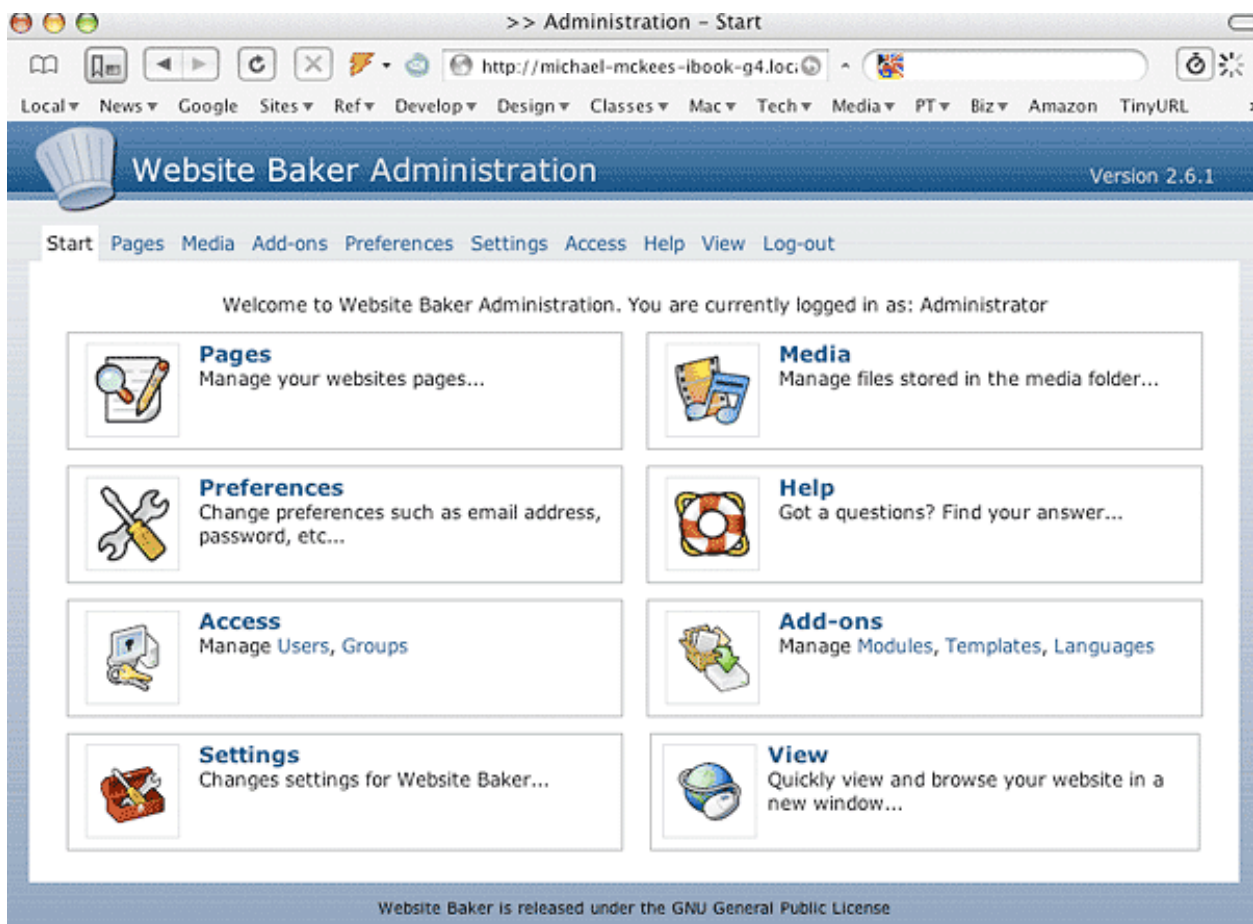 >> Administration – Start
http://michael-mckees-ibook-g4.loc
Local News Google Sites Ref Develop Design Classes Mac Tech Media PT Biz Amazon TinyURL
Website Baker Administration
Version 2.6.1
Start Pages Media Add-ons Preferences Settings Access Help View Log-out
Welcome to Website Baker Administration. You are currently logged in as: Administrator
Pages
Manage your websites pages...
Media
Manage files stored in the media folder...
Preferences
Change preferences such as email address,
password, etc...
Help
Got a questions? Find your answer...
Access
Manage Users, Groups
Add-ons
Manage Modules, Templates, Languages
Settings
Changes settings for Website Baker...
View
Quickly view and browse your website in a
new window...
Website Baker is released under the GNU General Public License